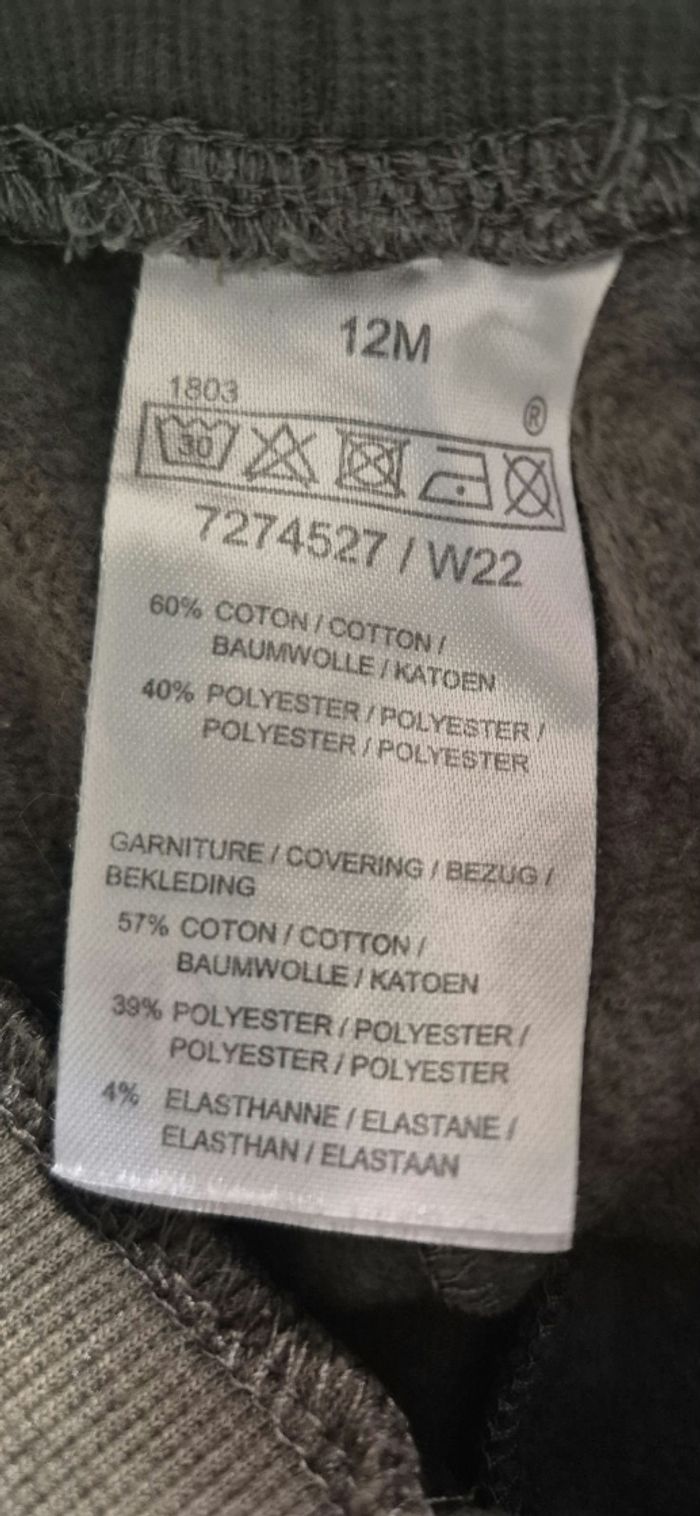 12M
1803
®
30
7274527 / W22
60% COTON / COTTON /
BAUMWOLLE / KATOEN
40% POLYESTER / POLYESTER /
POLYESTER / POLYESTER
GARNITURE / COVERING / BEZUG /
BEKLEDING
57% COTON / COTTON /
BAUMWOLLE / KATOEN
39% POLYESTER / POLYESTER /
POLYESTER / POLYESTER
4% ELASTHANNE / ELASTANE /
ELASTHAN / ELASTAAN